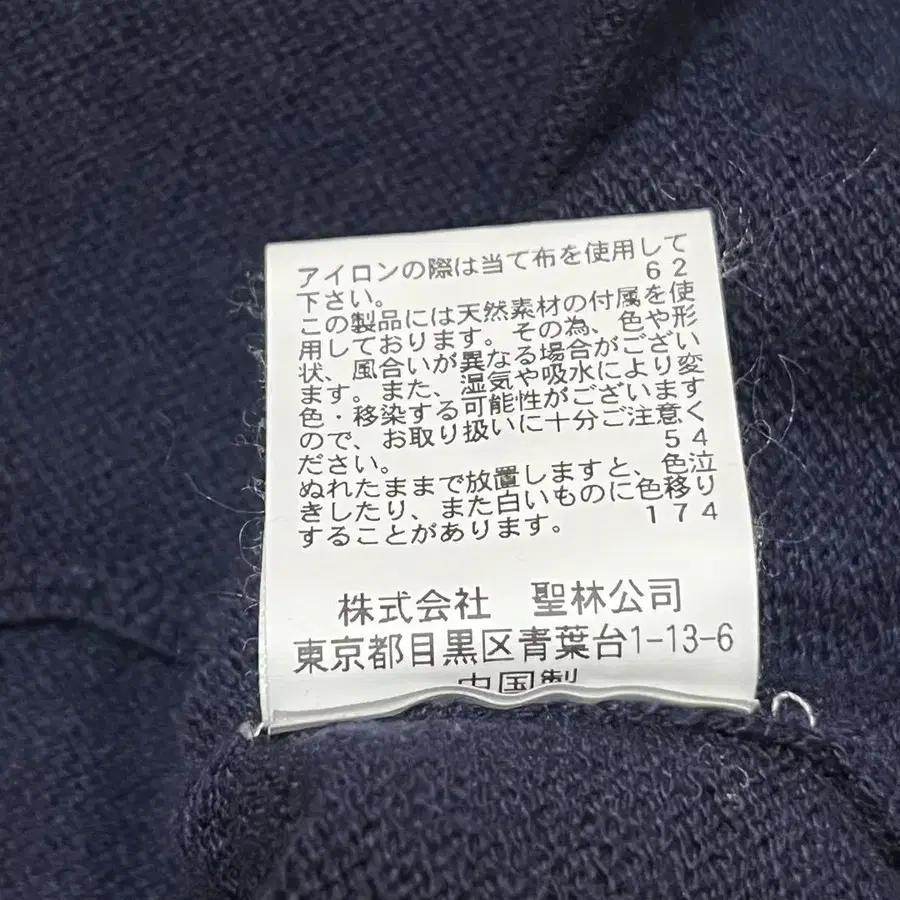 アイロンの際は当て布を使用して
下さい。 62
この製品には天然素材の付属を使
用しております。その為、色や形
状、風合いが異なる場合がござい
ます。また、湿気や吸水により変
色・移染する可能性がございます
ので、お取り扱いに十分ご注意く
ださい。 54
ぬれたままで放置しますと、色泣
きしたり、また白いものに色移り
することがあります。 174
株式会社 聖林公司
東京都目黒区青葉台1-13-6
中国製